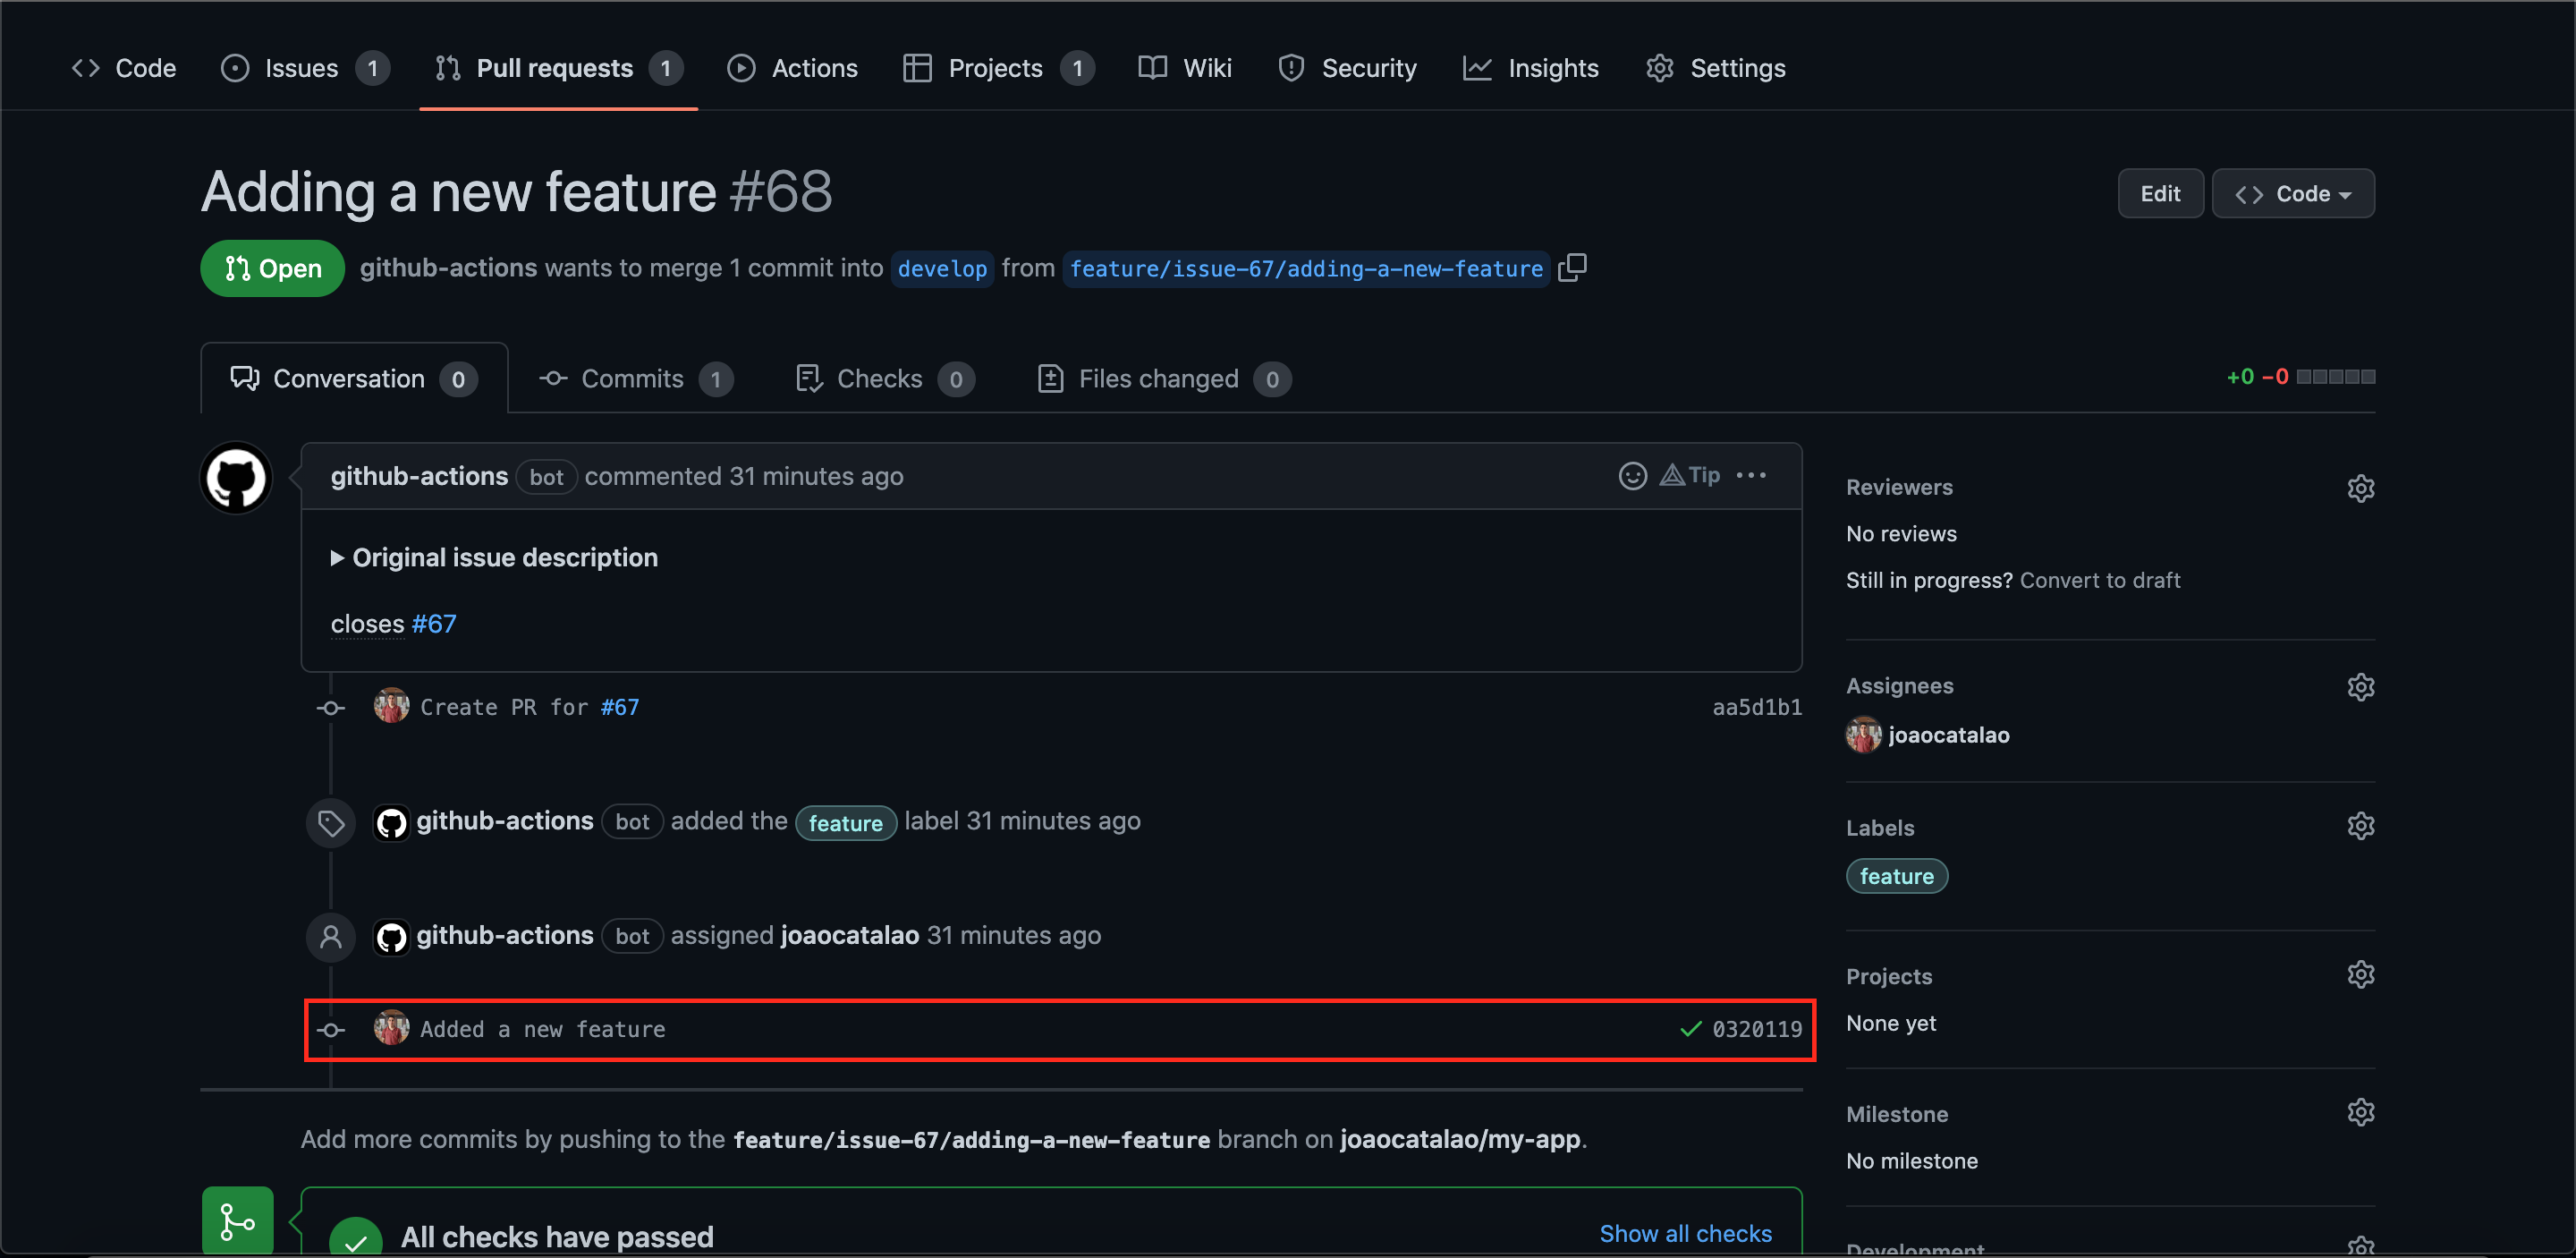 Code Issues 1 Pull requests 1 Actions Projects 1 Wiki Security Insights Settings
Adding a new feature #68
Edit Code
Open github-actions wants to merge 1 commit into develop from feature/issue-67/adding-a-new-feature
Conversation 0 Commits 1 Checks 0 Files changed 0
+0 −0
github-actions bot commented 31 minutes ago Tip
Original issue description
closes #67
Create PR for #67 aa5d1b1
github-actions bot added the feature label 31 minutes ago
github-actions bot assigned joaocatalao 31 minutes ago
Added a new feature 0320119
Add more commits by pushing to the feature/issue-67/adding-a-new-feature branch on joaocatalao/my-app.
All checks have passed
Show all checks
Reviewers
No reviews
Still in progress? Convert to draft
Assignees
joaocatalao
Labels
feature
Projects
None yet
Milestone
No milestone
Development